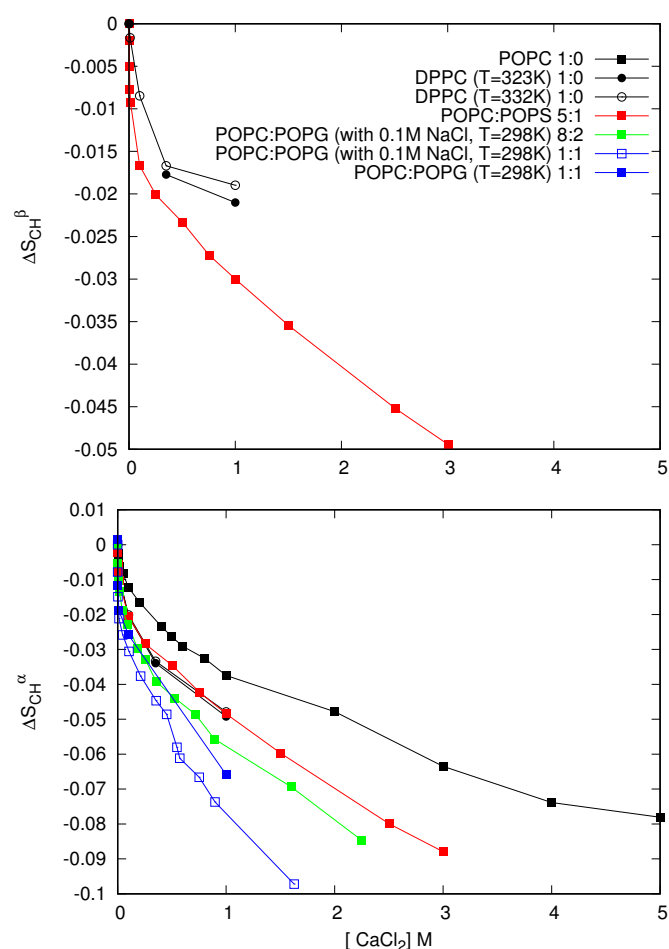 0
-0.005
-0.01
-0.015
-0.02
-0.025
-0.03
-0.035
-0.04
-0.045
-0.05
ΔS_CH^β
POPC 1:0
DPPC (T=323K) 1:0
DPPC (T=332K) 1:0
POPC:POPS 5:1
POPC:POPG (with 0.1M NaCl, T=298K) 8:2
POPC:POPG (with 0.1M NaCl, T=298K) 1:1
POPC:POPG (T=298K) 1:1
0 1 2 3 4 5
0.01
0
-0.01
-0.02
-0.03
-0.04
-0.05
-0.06
-0.07
-0.08
-0.09
-0.1
ΔS_CH^α
0 1 2 3 4 5
[ CaCl₂] M